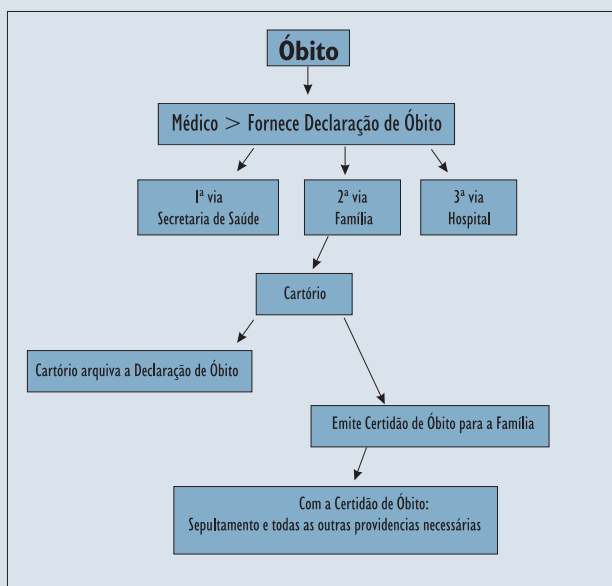 Óbito
Médico > Fornece Declaração de Óbito
1ª via
Secretaria de Saúde
2ª via
Família
3ª via
Hospital
Cartório
Cartório arquiva a Declaração de Óbito
Emite Certidão de Óbito para a Família
Com a Certidão de Óbito:
Sepultamento e todas as outras providencias necessárias